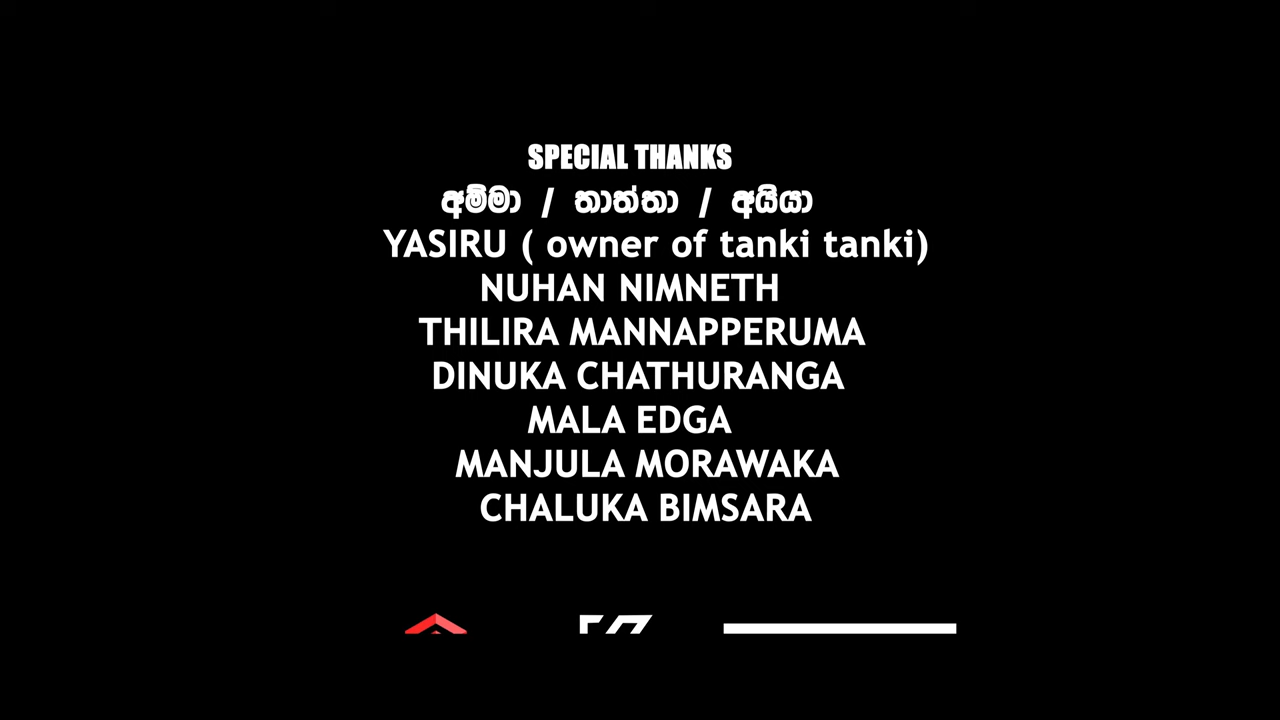 SPECIAL THANKS
අම්මා / තාත්තා / අයියා
YASIRU ( owner of tanki tanki)
NUHAN NIMNETH
THILIRA MANNAPPERUMA
DINUKA CHATHURANGA
MALA EDGA
MANJULA MORAWAKA
CHALUKA BIMSARA